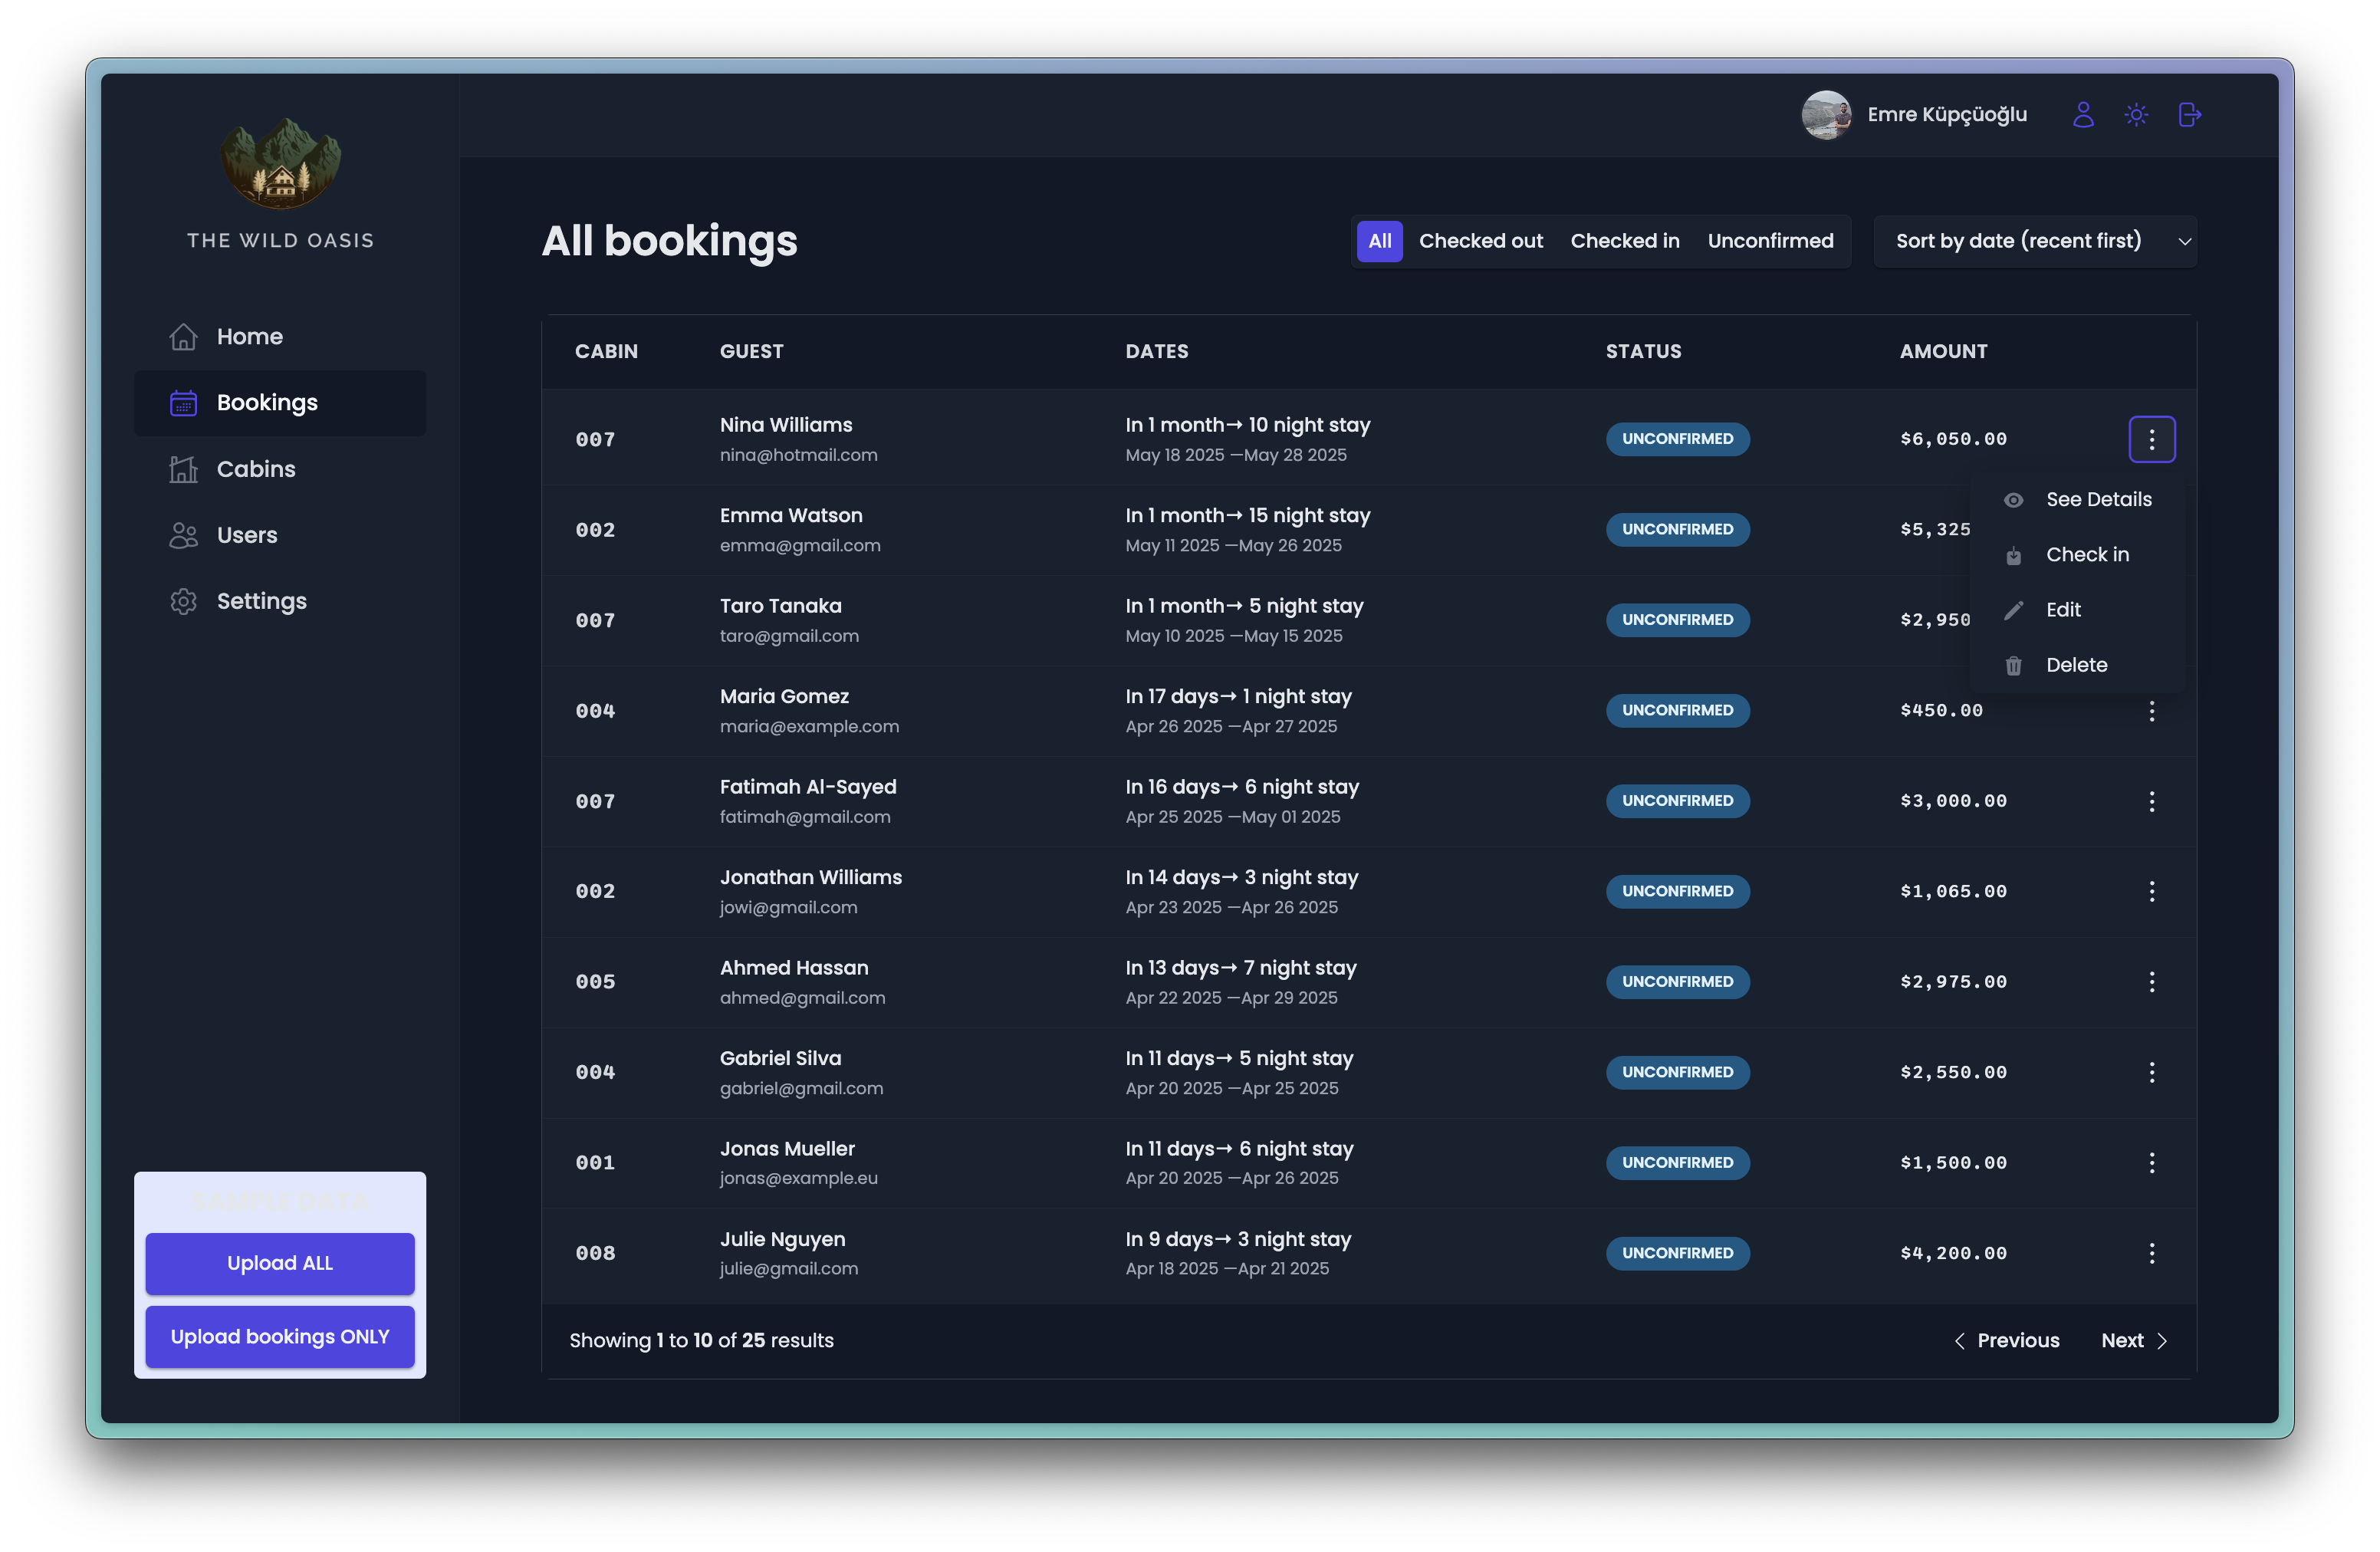 THE WILD OASIS
Emre Küpçüoğlu
Home
Bookings
Cabins
Users
Settings
SAMPLE DATA
Upload ALL
Upload bookings ONLY
All bookings
All Checked out Checked in Unconfirmed
Sort by date (recent first)
CABIN GUEST DATES STATUS AMOUNT
007 Nina Williams In 1 month→ 10 night stay UNCONFIRMED $6,050.00
nina@hotmail.com May 18 2025 —May 28 2025
See Details
Check in
Edit
Delete
002 Emma Watson In 1 month→ 15 night stay UNCONFIRMED $5,325
emma@gmail.com May 11 2025 —May 26 2025
007 Taro Tanaka In 1 month→ 5 night stay UNCONFIRMED $2,950
taro@gmail.com May 10 2025 —May 15 2025
004 Maria Gomez In 17 days→ 1 night stay UNCONFIRMED $450.00
maria@example.com Apr 26 2025 —Apr 27 2025
007 Fatimah Al-Sayed In 16 days→ 6 night stay UNCONFIRMED $3,000.00
fatimah@gmail.com Apr 25 2025 —May 01 2025
002 Jonathan Williams In 14 days→ 3 night stay UNCONFIRMED $1,065.00
jowi@gmail.com Apr 23 2025 —Apr 26 2025
005 Ahmed Hassan In 13 days→ 7 night stay UNCONFIRMED $2,975.00
ahmed@gmail.com Apr 22 2025 —Apr 29 2025
004 Gabriel Silva In 11 days→ 5 night stay UNCONFIRMED $2,550.00
gabriel@gmail.com Apr 20 2025 —Apr 25 2025
001 Jonas Mueller In 11 days→ 6 night stay UNCONFIRMED $1,500.00
jonas@example.eu Apr 20 2025 —Apr 26 2025
008 Julie Nguyen In 9 days→ 3 night stay UNCONFIRMED $4,200.00
julie@gmail.com Apr 18 2025 —Apr 21 2025
Showing 1 to 10 of 25 results
Previous Next